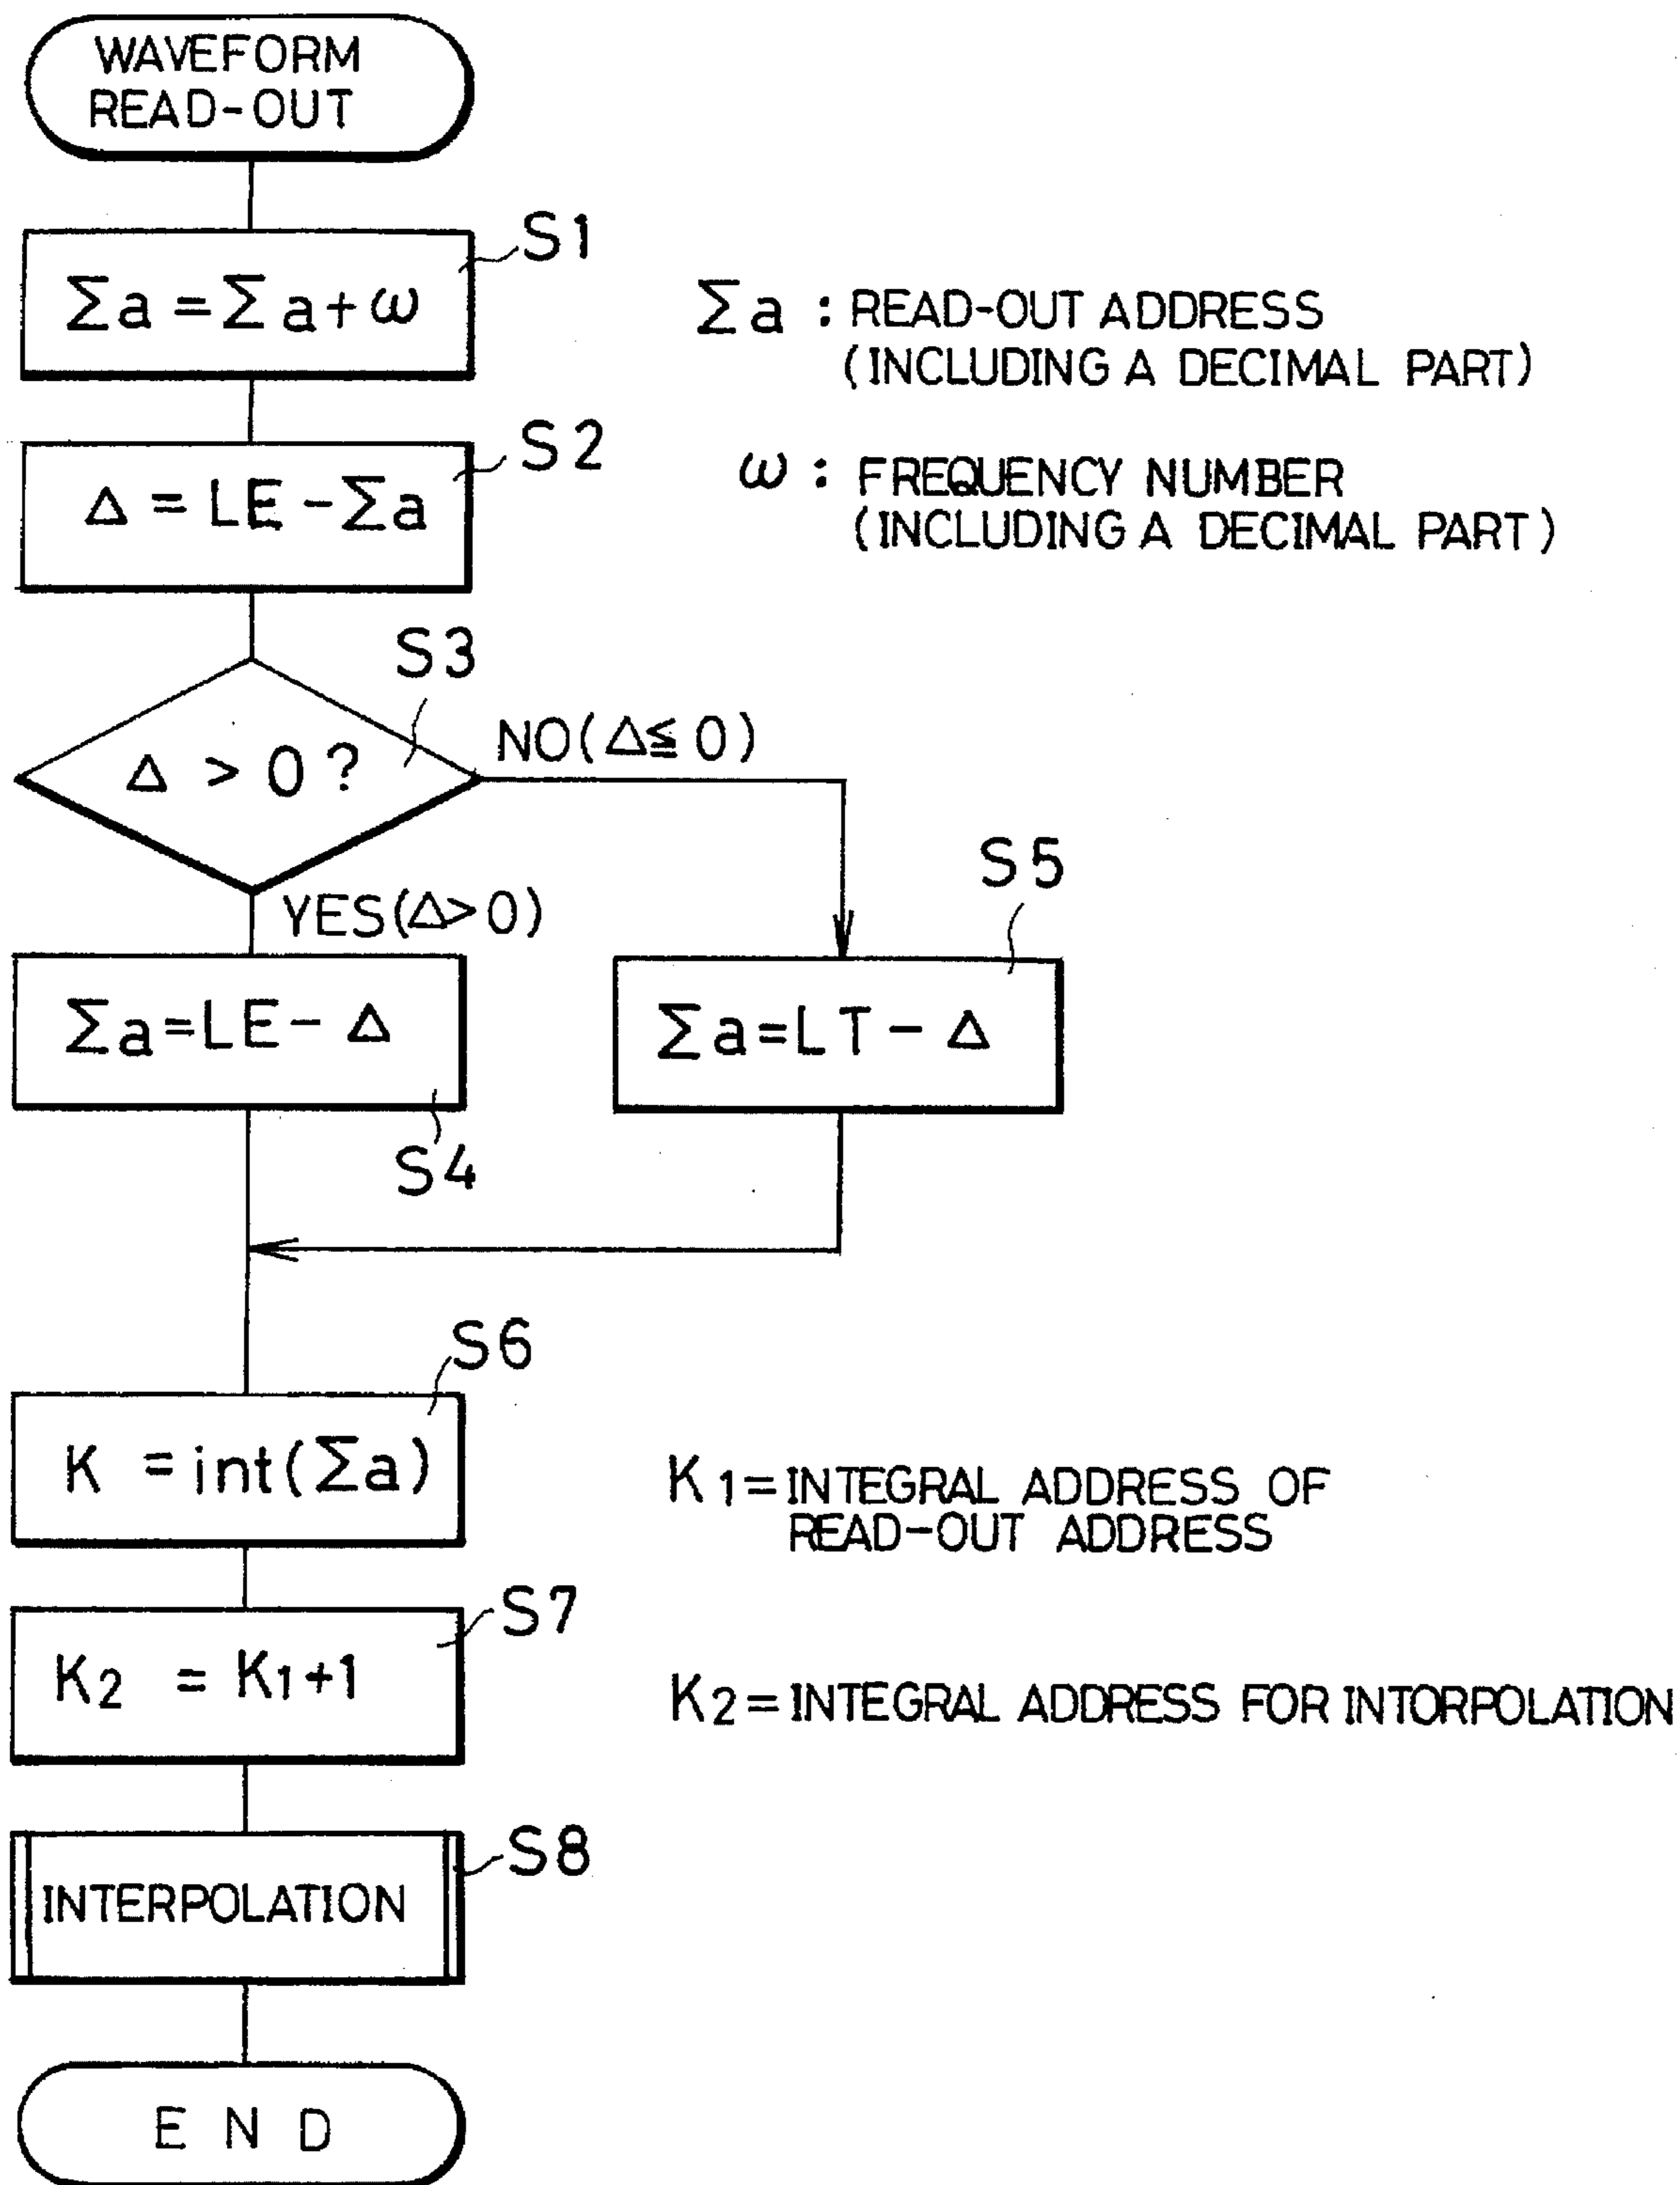 WAVEFORM
READ-OUT
S1
Σa = Σa+ω
Σa : READ-OUT ADDRESS
(INCLUDING A DECIMAL PART)
S2
Δ = LE - Σa
ω : FREQUENCY NUMBER
(INCLUDING A DECIMAL PART)
S3
Δ > 0 ?
NO(Δ≦0)
YES(Δ>0)
S5
Σa=LE-Δ
Σa=LT-Δ
S4
S6
K = int(Σa)
K1=INTEGRAL ADDRESS OF
READ-OUT ADDRESS
S7
K2 = K1+1
K2=INTEGRAL ADDRESS FOR INTORPOLATION
S8
INTERPOLATION
END